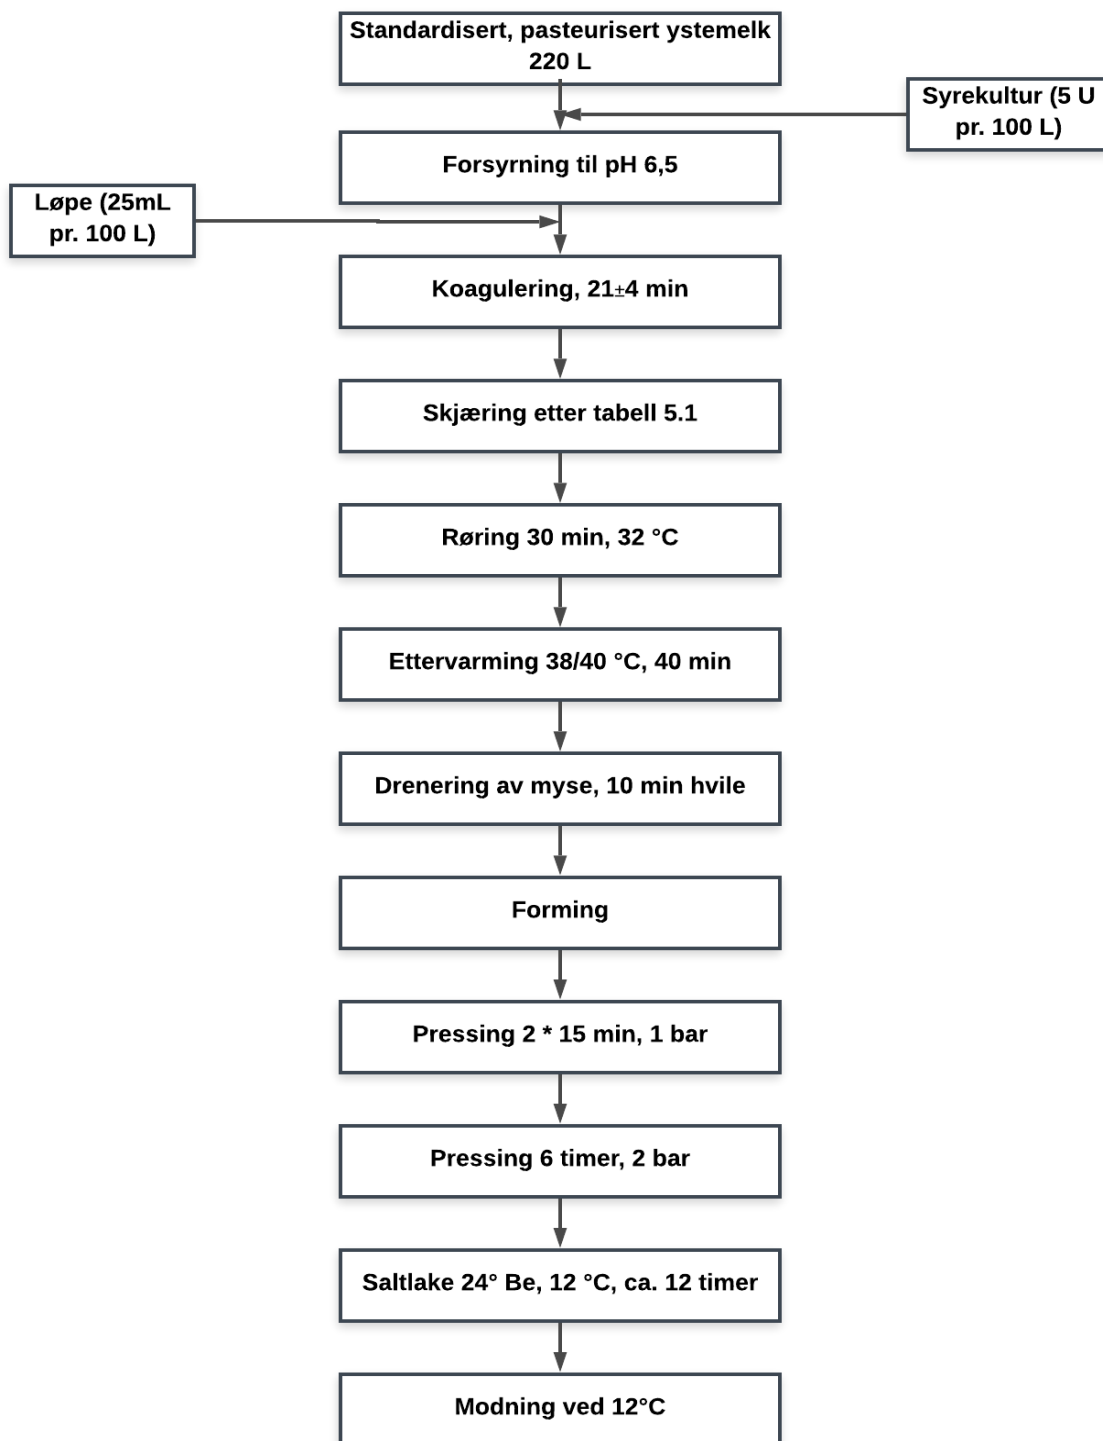 Standardisert, pasteurisert ystemelk
220 L
Syrekultur (5 U
pr. 100 L)
Forsyrning til pH 6,5
Løpe (25mL
pr. 100 L)
Koagulering, 21±4 min
Skjæring etter tabell 5.1
Røring 30 min, 32 °C
Ettervarming 38/40 °C, 40 min
Drenering av myse, 10 min hvile
Forming
Pressing 2 * 15 min, 1 bar
Pressing 6 timer, 2 bar
Saltlake 24° Be, 12 °C, ca. 12 timer
Modning ved 12°C